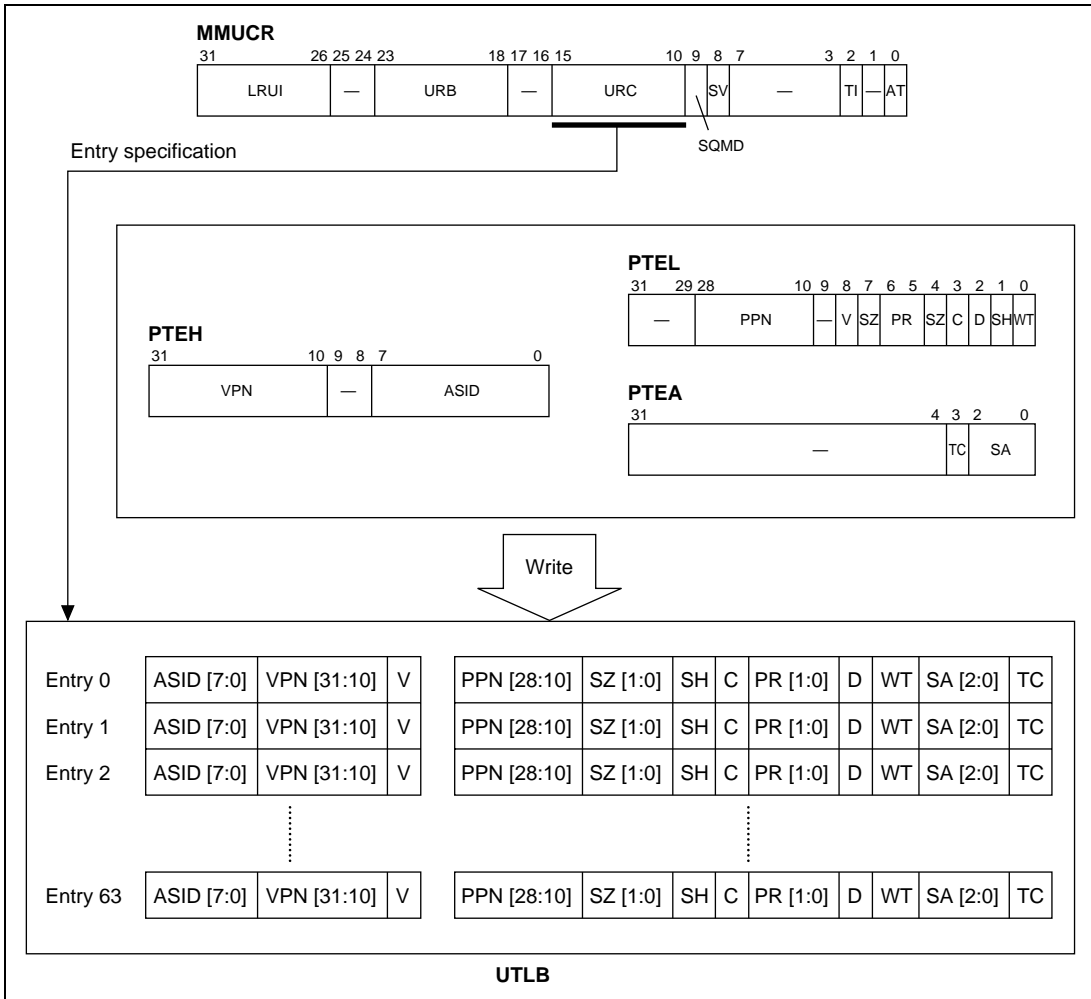 MMUCR
31 26 25 24 23 18 17 16 15 10 9 8 7 3 2 1 0
LRUI — URB — URC SV — TI — AT
SQMD
Entry specification
PTEL
31 29 28 10 9 8 7 6 5 4 3 2 1 0
— PPN — V SZ PR SZ C D SH WT
PTEH
31 10 9 8 7 0
VPN — ASID
PTEA
31 4 3 2 0
— TC SA
Write
Entry 0 ASID [7:0] VPN [31:10] V PPN [28:10] SZ [1:0] SH C PR [1:0] D WT SA [2:0] TC
Entry 1 ASID [7:0] VPN [31:10] V PPN [28:10] SZ [1:0] SH C PR [1:0] D WT SA [2:0] TC
Entry 2 ASID [7:0] VPN [31:10] V PPN [28:10] SZ [1:0] SH C PR [1:0] D WT SA [2:0] TC
Entry 63 ASID [7:0] VPN [31:10] V PPN [28:10] SZ [1:0] SH C PR [1:0] D WT SA [2:0] TC
UTLB